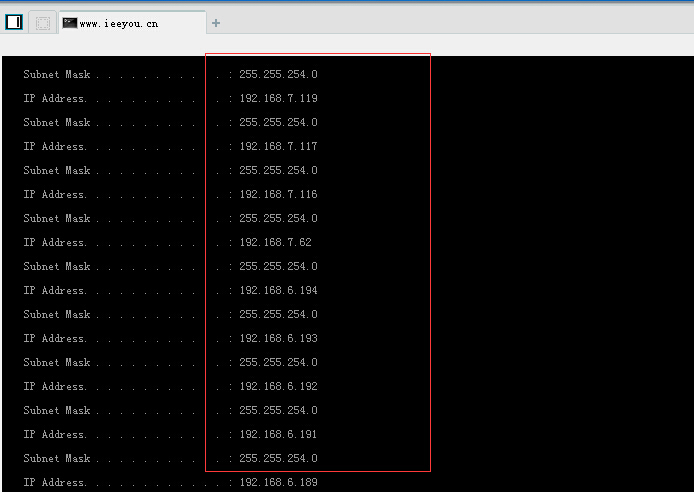 www.ieeyou.cn
Subnet Mask . . . . . . . . . . . : 255.255.254.0
IP Address. . . . . . . . . . . . : 192.168.7.119
Subnet Mask . . . . . . . . . . . : 255.255.254.0
IP Address. . . . . . . . . . . . : 192.168.7.117
Subnet Mask . . . . . . . . . . . : 255.255.254.0
IP Address. . . . . . . . . . . . : 192.168.7.116
Subnet Mask . . . . . . . . . . . : 255.255.254.0
IP Address. . . . . . . . . . . . : 192.168.7.62
Subnet Mask . . . . . . . . . . . : 255.255.254.0
IP Address. . . . . . . . . . . . : 192.168.6.194
Subnet Mask . . . . . . . . . . . : 255.255.254.0
IP Address. . . . . . . . . . . . : 192.168.6.193
Subnet Mask . . . . . . . . . . . : 255.255.254.0
IP Address. . . . . . . . . . . . : 192.168.6.192
Subnet Mask . . . . . . . . . . . : 255.255.254.0
IP Address. . . . . . . . . . . . : 192.168.6.191
Subnet Mask . . . . . . . . . . . : 255.255.254.0
IP Address. . . . . . . . . . . . : 192.168.6.189